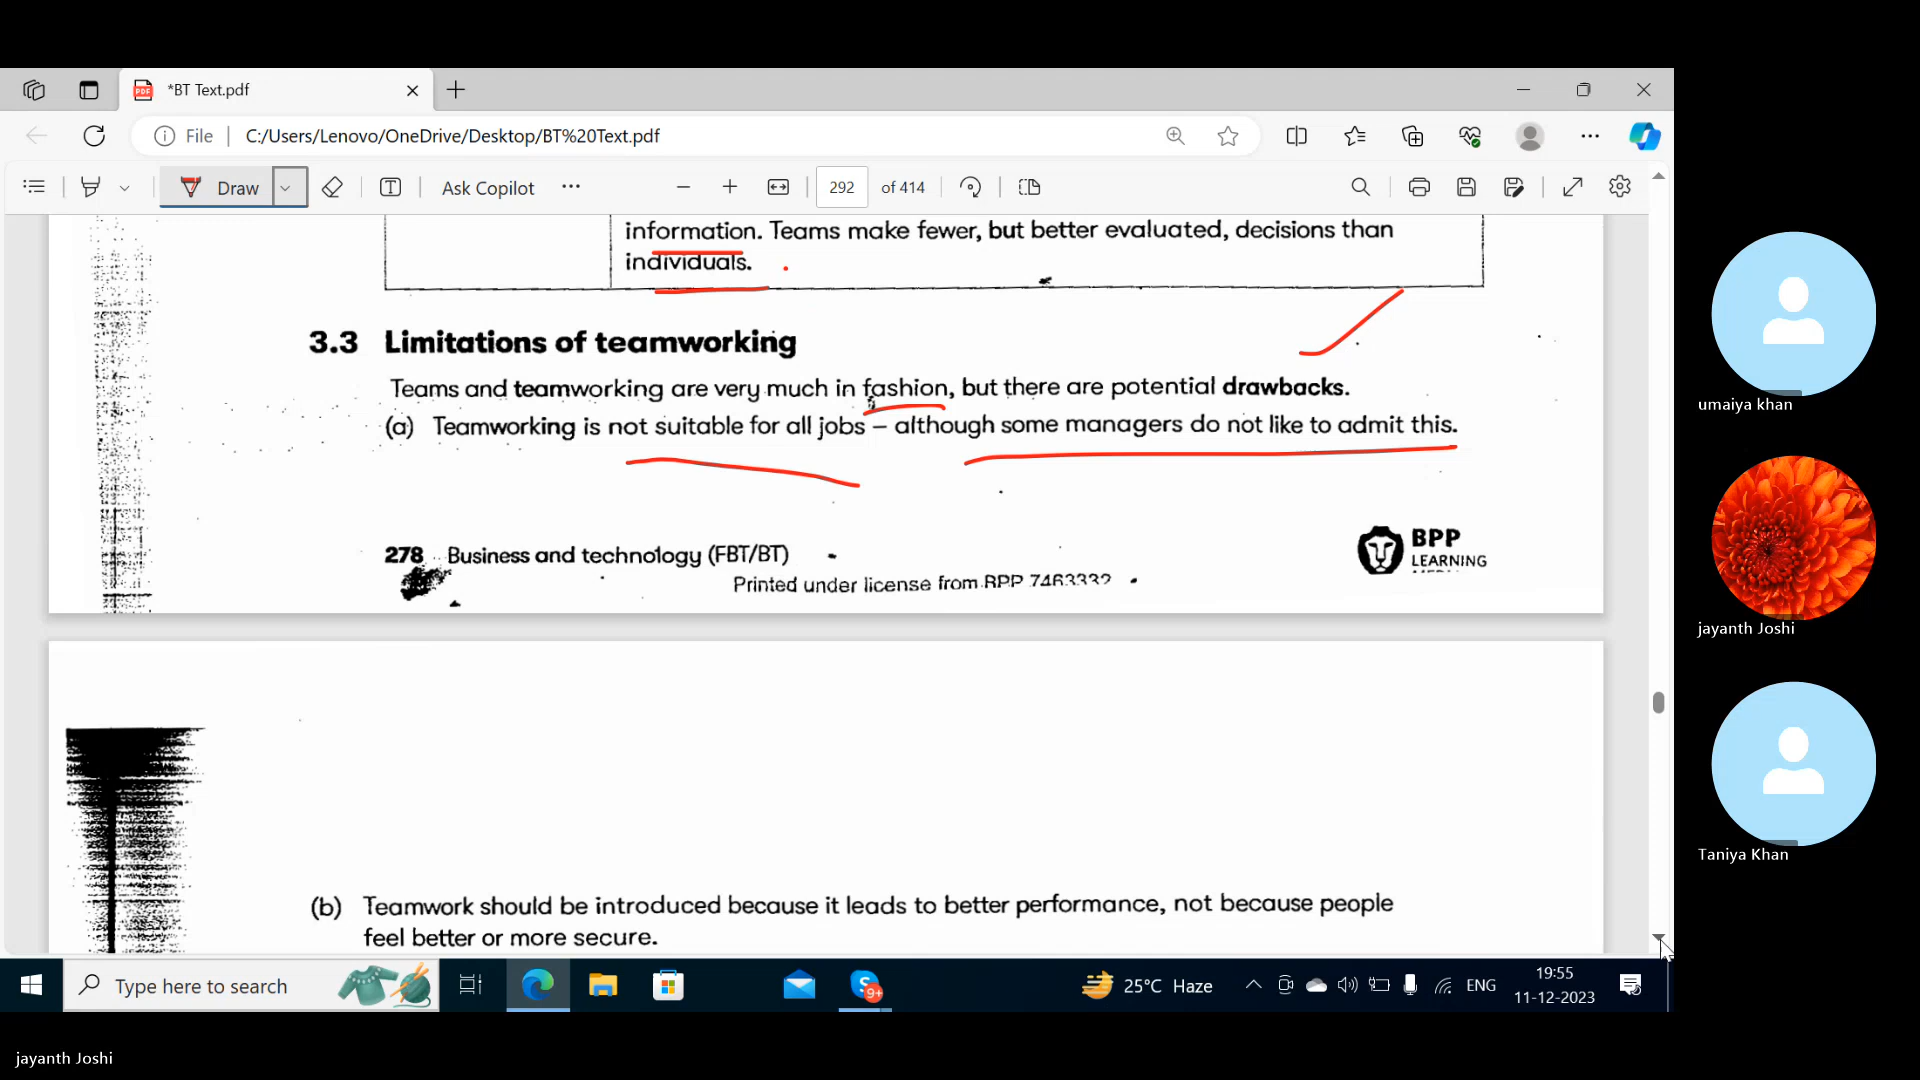 *BT Text.pdf
File
C:/Users/Lenovo/OneDrive/Desktop/BT%20Text.pdf
Draw
Ask Copilot
292 of 414
information. Teams make fewer, but better evaluated, decisions than
individuals.
3.3 Limitations of teamworking
Teams and teamworking are very much in fashion, but there are potential drawbacks.
(a) Teamworking is not suitable for all jobs – although some managers do not like to admit this.
278 Business and technology (FBT/BT)
BPP
LEARNING
Printed under license from BPP 7463332
(b) Teamwork should be introduced because it leads to better performance, not because people
feel better or more secure.
umaiya khan
jayanth Joshi
Taniya Khan
Type here to search
9+
25°C Haze
ENG
19:55
11-12-2023
jayanth Joshi